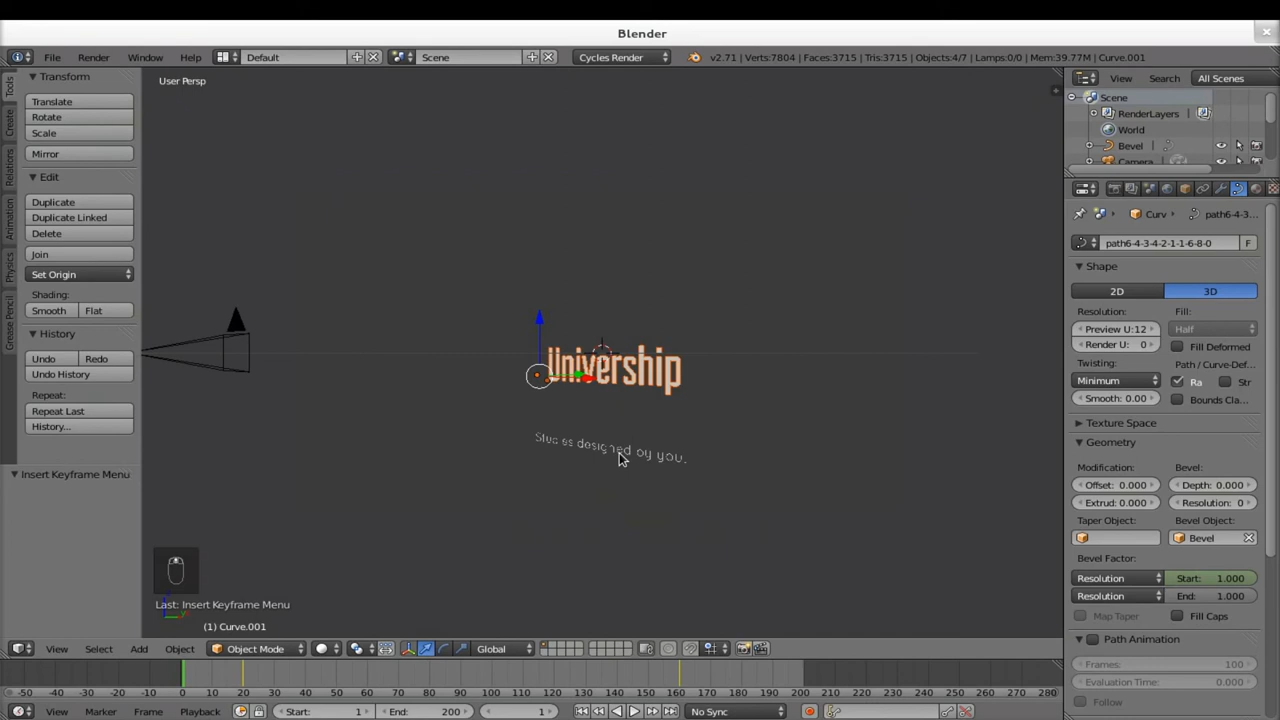 Blender
File Render Window Help Default Scene Cycles Render v2.71 | Verts:7804 | Faces:3715 | Tris:3715 | Objects:4/7 | Lamps:0/0 | Mem:39.77M | Curve.001
Tools
Create
Relations
Animation
Physics
Grease Pencil
Transform
Translate
Rotate
Scale
Mirror
Edit
Duplicate
Duplicate Linked
Delete
Join
Set Origin
Shading:
Smooth Flat
History
Undo Redo
Undo History
Repeat:
Repeat Last
History...
Insert Keyframe Menu
User Persp
Univership
designed by you.
Last: Insert Keyframe Menu
(1) Curve.001
View Search All Scenes
Scene
RenderLayers
World
Bevel
Camera
Curv path6-4-3...
path6-4-3-4-2-1-1-6-8-0 F
Shape
2D 3D
Resolution: Fill:
Preview U:12 Half
Render U: 0 Fill Deformed
Twisting: Path / Curve-Def...
Minimum Ra Str
Smooth: 0.00 Bounds Cla...
Texture Space
Geometry
Modification: Bevel:
Offset: 0.000 Depth: 0.000
Extrud: 0.000 Resolution: 0
Taper Object: Bevel Object:
Bevel
Bevel Factor:
Resolution Start: 1.000
Resolution End: 1.000
Map Taper Fill Caps
Path Animation
Frames: 100
Evaluation Time: 0.000
Follow
View Select Add Object Object Mode Global
-50 -40 -30 -20 -10 0 10 20 30 40 50 60 70 80 90 100 110 120 130 140 150 160 170 180 190 200 210 220 230 240 250 260 270 280
View Marker Frame Playback Start: 1 End: 200 1 No Sync